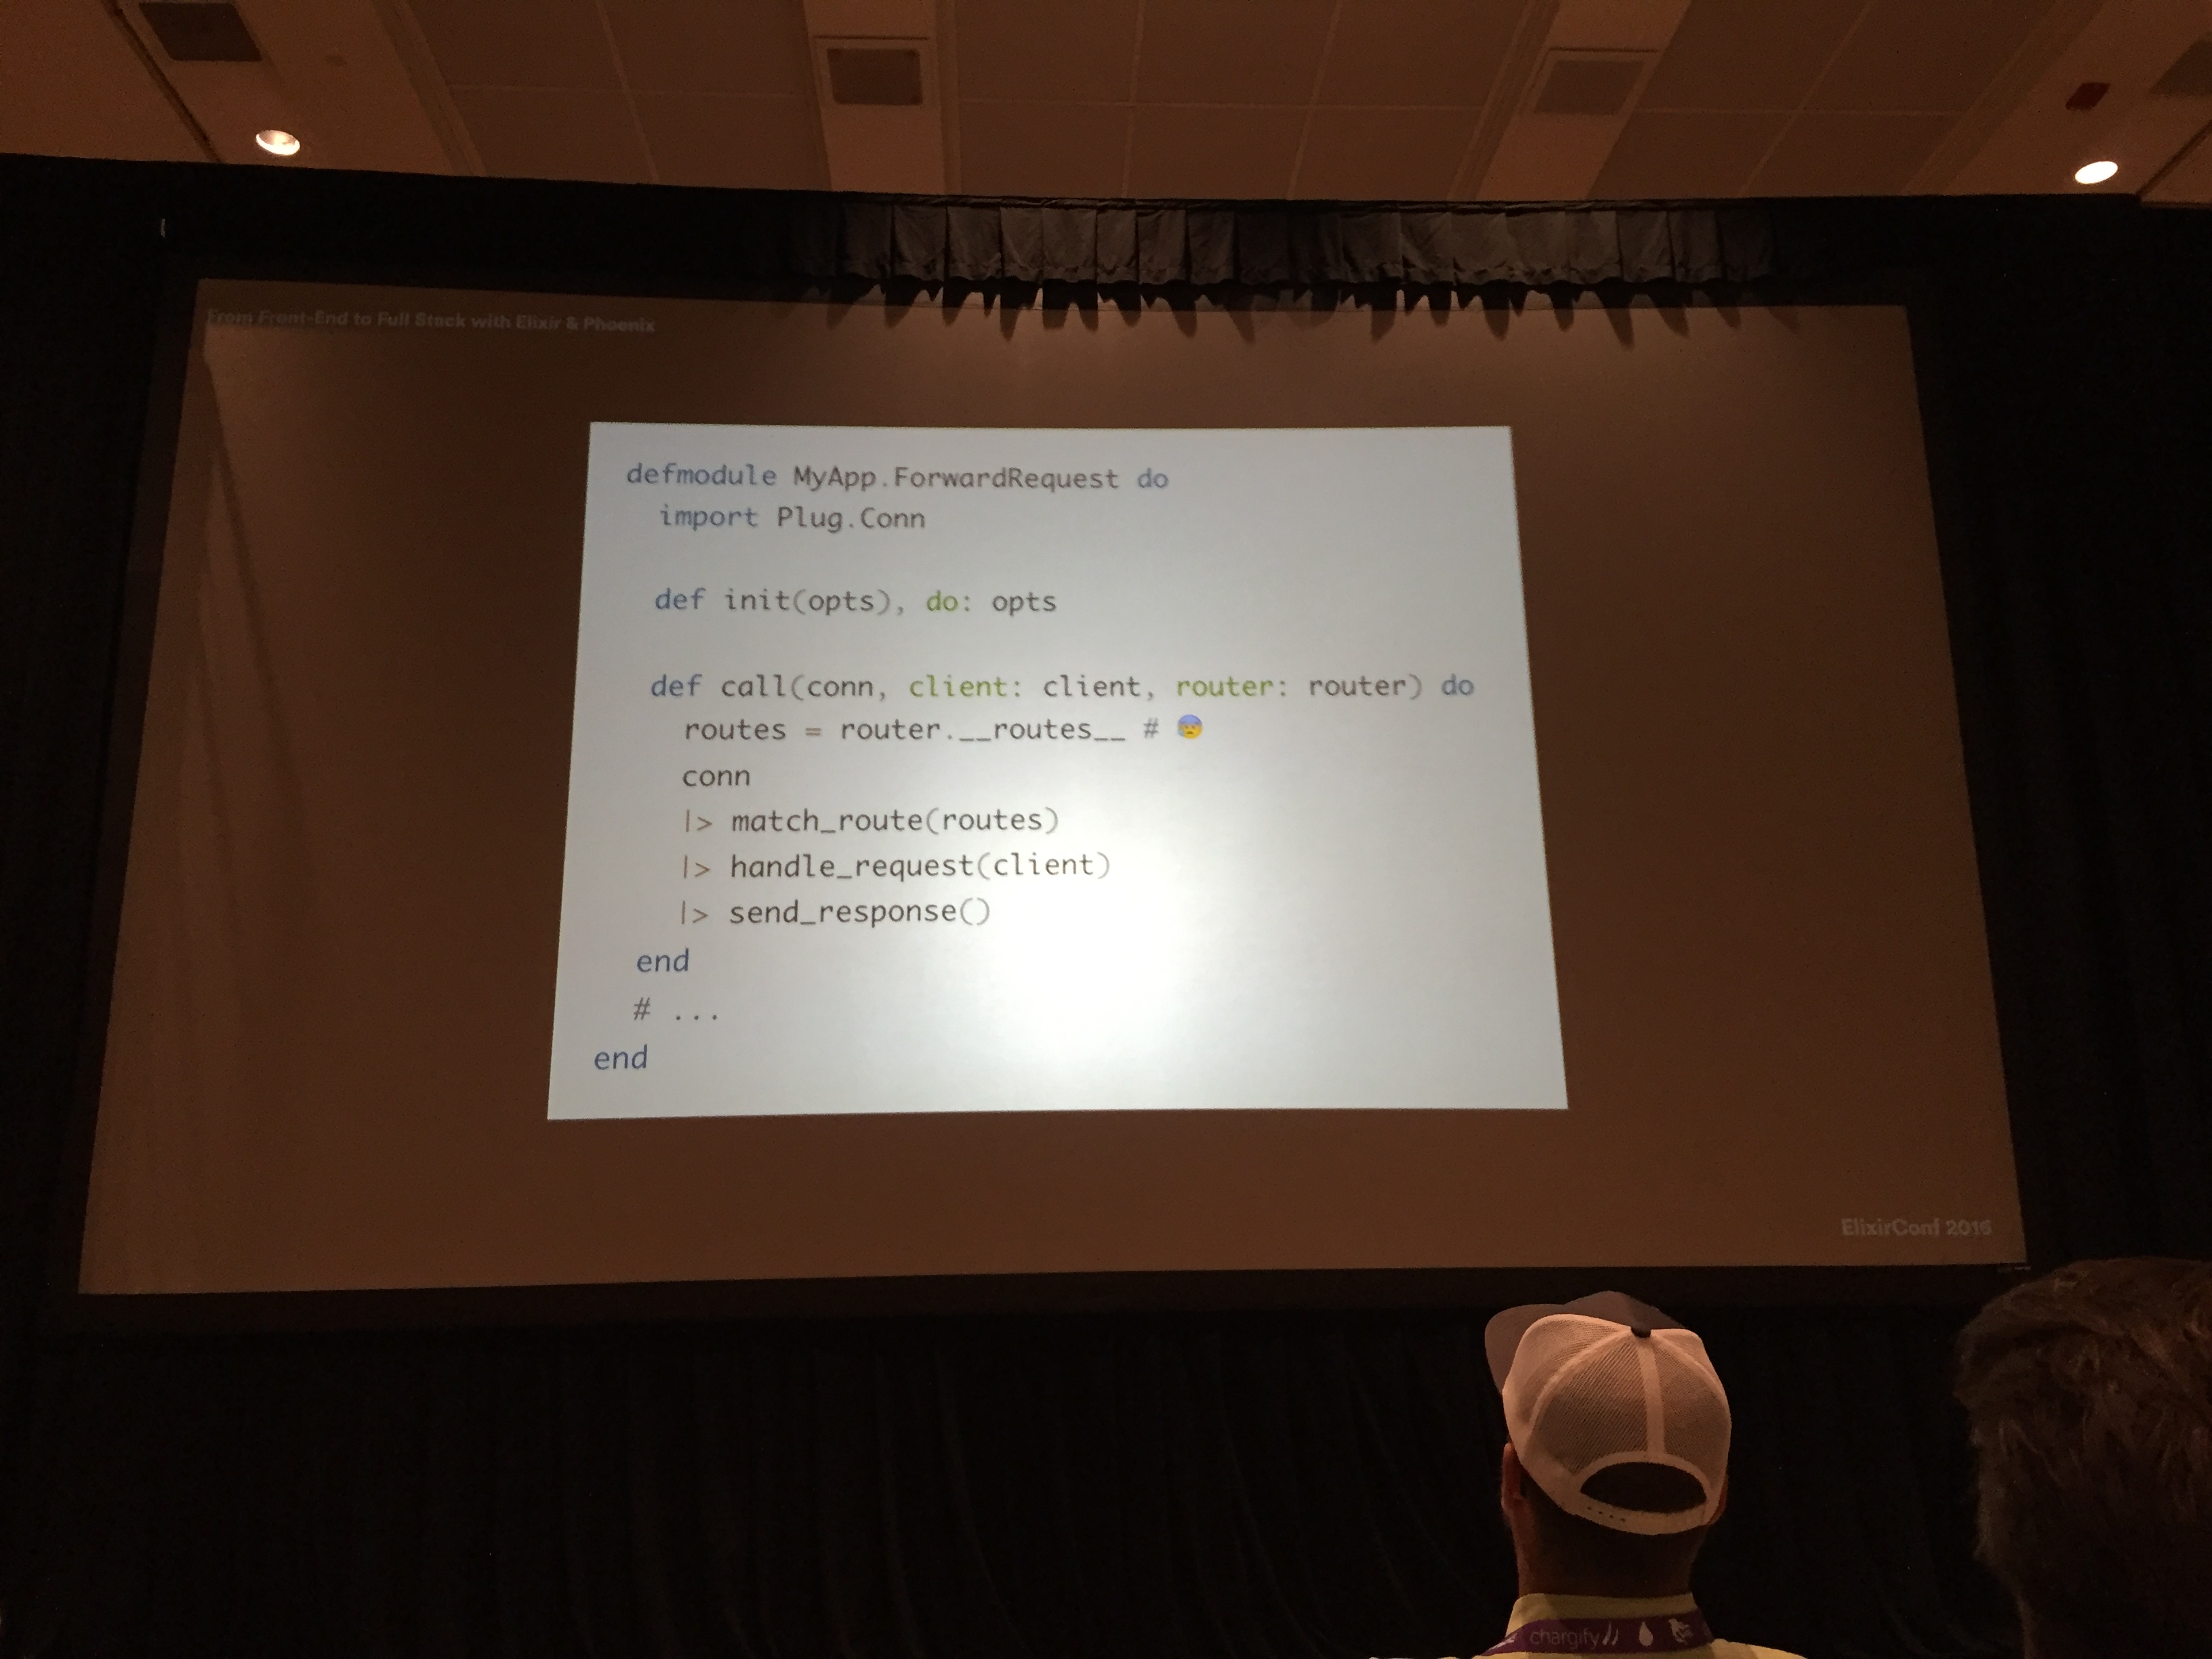 From Front-End to Full Stack with Elixir & Phoenix
defmodule MyApp.ForwardRequest do
  import Plug.Conn
  def init(opts), do: opts
  def call(conn, client: client, router: router) do
    routes = router.__routes__ # 😰
    conn
    |> match_route(routes)
    |> handle_request(client)
    |> send_response()
  end
  # ...
end
ElixirConf 2016
chargify